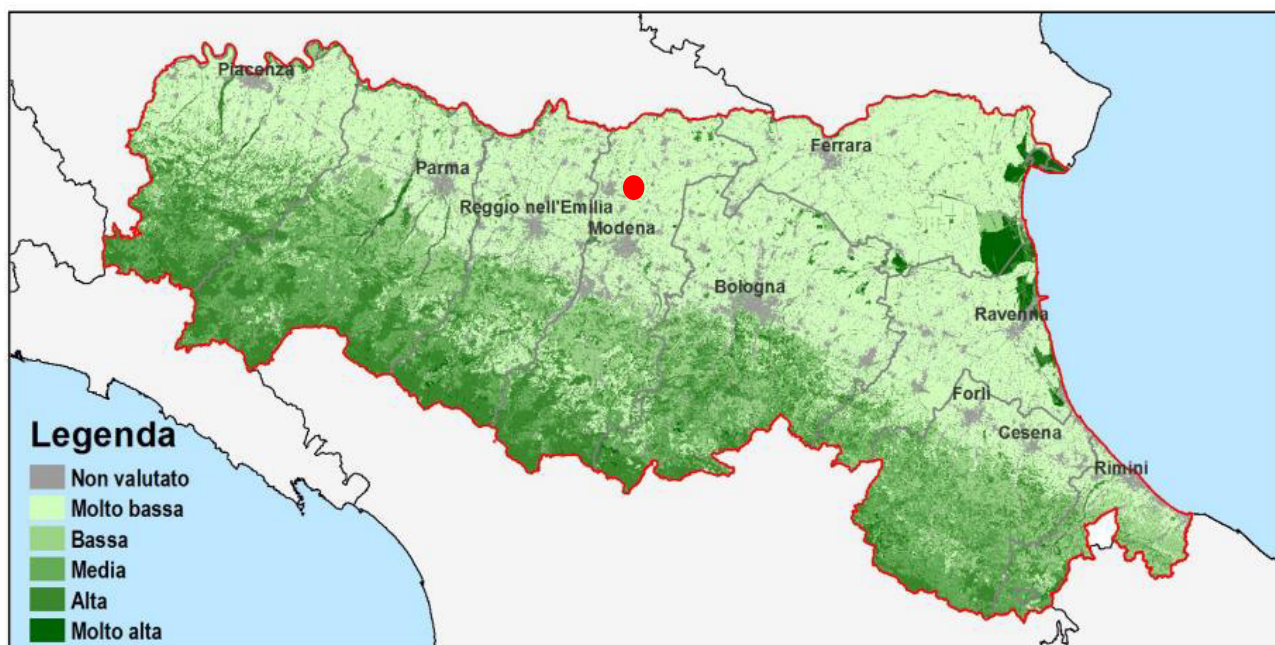 Piacenza
Ferrara
Parma
Reggio nell'Emilia
Modena
Bologna
Ravenna
Forlì
Cesena
Rimini
Legenda
Non valutato
Molto bassa
Bassa
Media
Alta
Molto alta